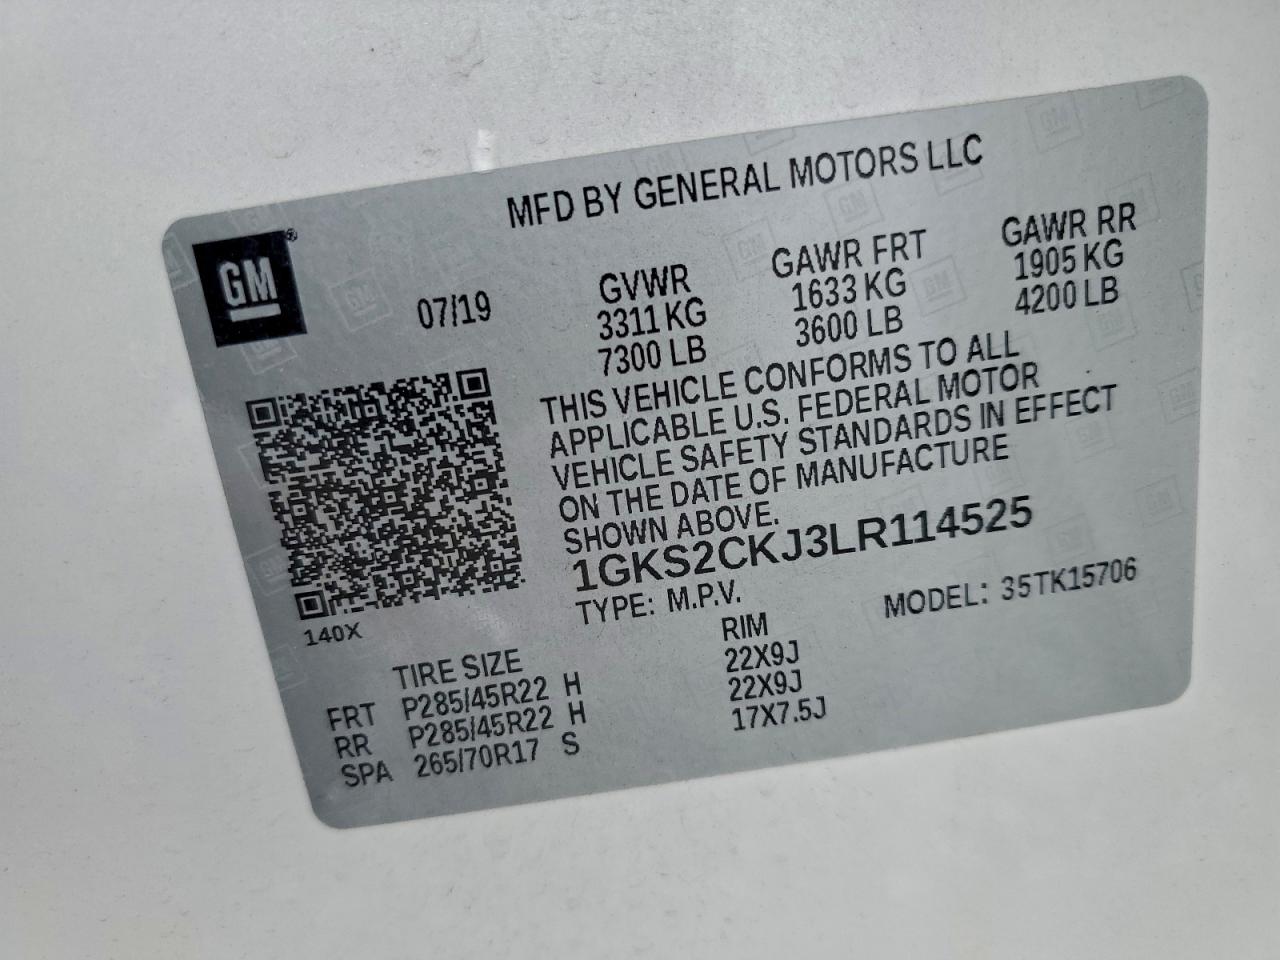 MFD BY GENERAL MOTORS LLC
GM®
07/19
GVWR
3311 KG
7300 LB
GAWR FRT
1633 KG
3600 LB
GAWR RR
1905 KG
4200 LB
THIS VEHICLE CONFORMS TO ALL
APPLICABLE U.S. FEDERAL MOTOR
VEHICLE SAFETY STANDARDS IN EFFECT
ON THE DATE OF MANUFACTURE
SHOWN ABOVE.
1GKS2CKJ3LR114525
TYPE: M.P.V.
MODEL: 35TK15706
140X
TIRE SIZE RIM
FRT P285/45R22 H 22X9J
RR P285/45R22 H 22X9J
SPA 265/70R17 S 17X7.5J